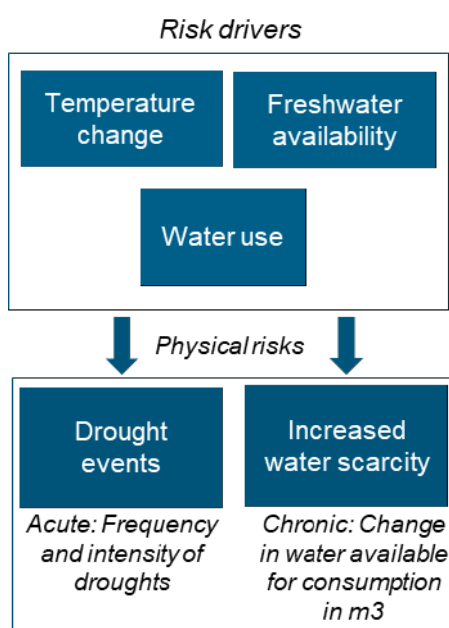 Risk drivers
Temperature
change
Freshwater
availability
Water use
Physical risks
Drought
events
Increased
water scarcity
Acute: Frequency
and intensity of
droughts
Chronic: Change
in water available
for consumption
in m3